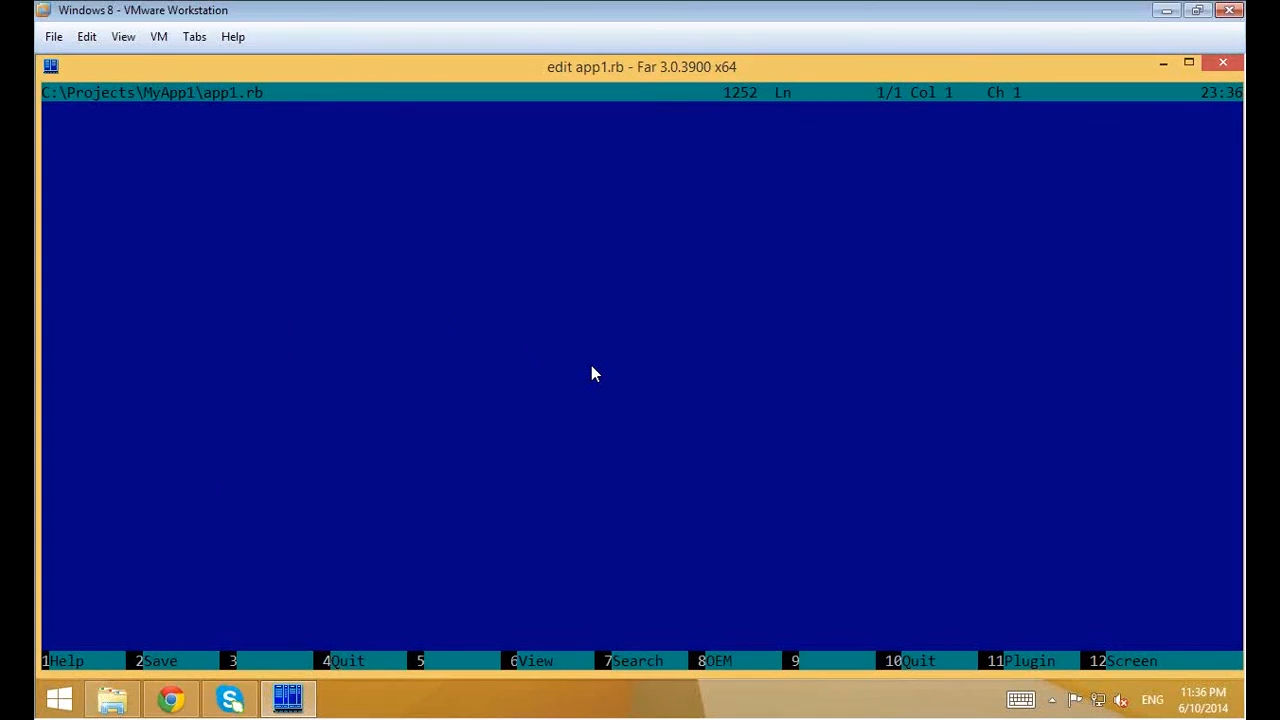 Windows 8 - VMware Workstation
File Edit View VM Tabs Help
edit app1.rb - Far 3.0.3900 x64
C:\Projects\MyApp1\app1.rb 1252 Ln 1/1 Col 1 Ch 1 23:36
1Help 2Save 3 4Quit 5 6View 7Search 8OEM 9 10Quit 11Plugin 12Screen
ENG 11:36 PM
6/10/2014